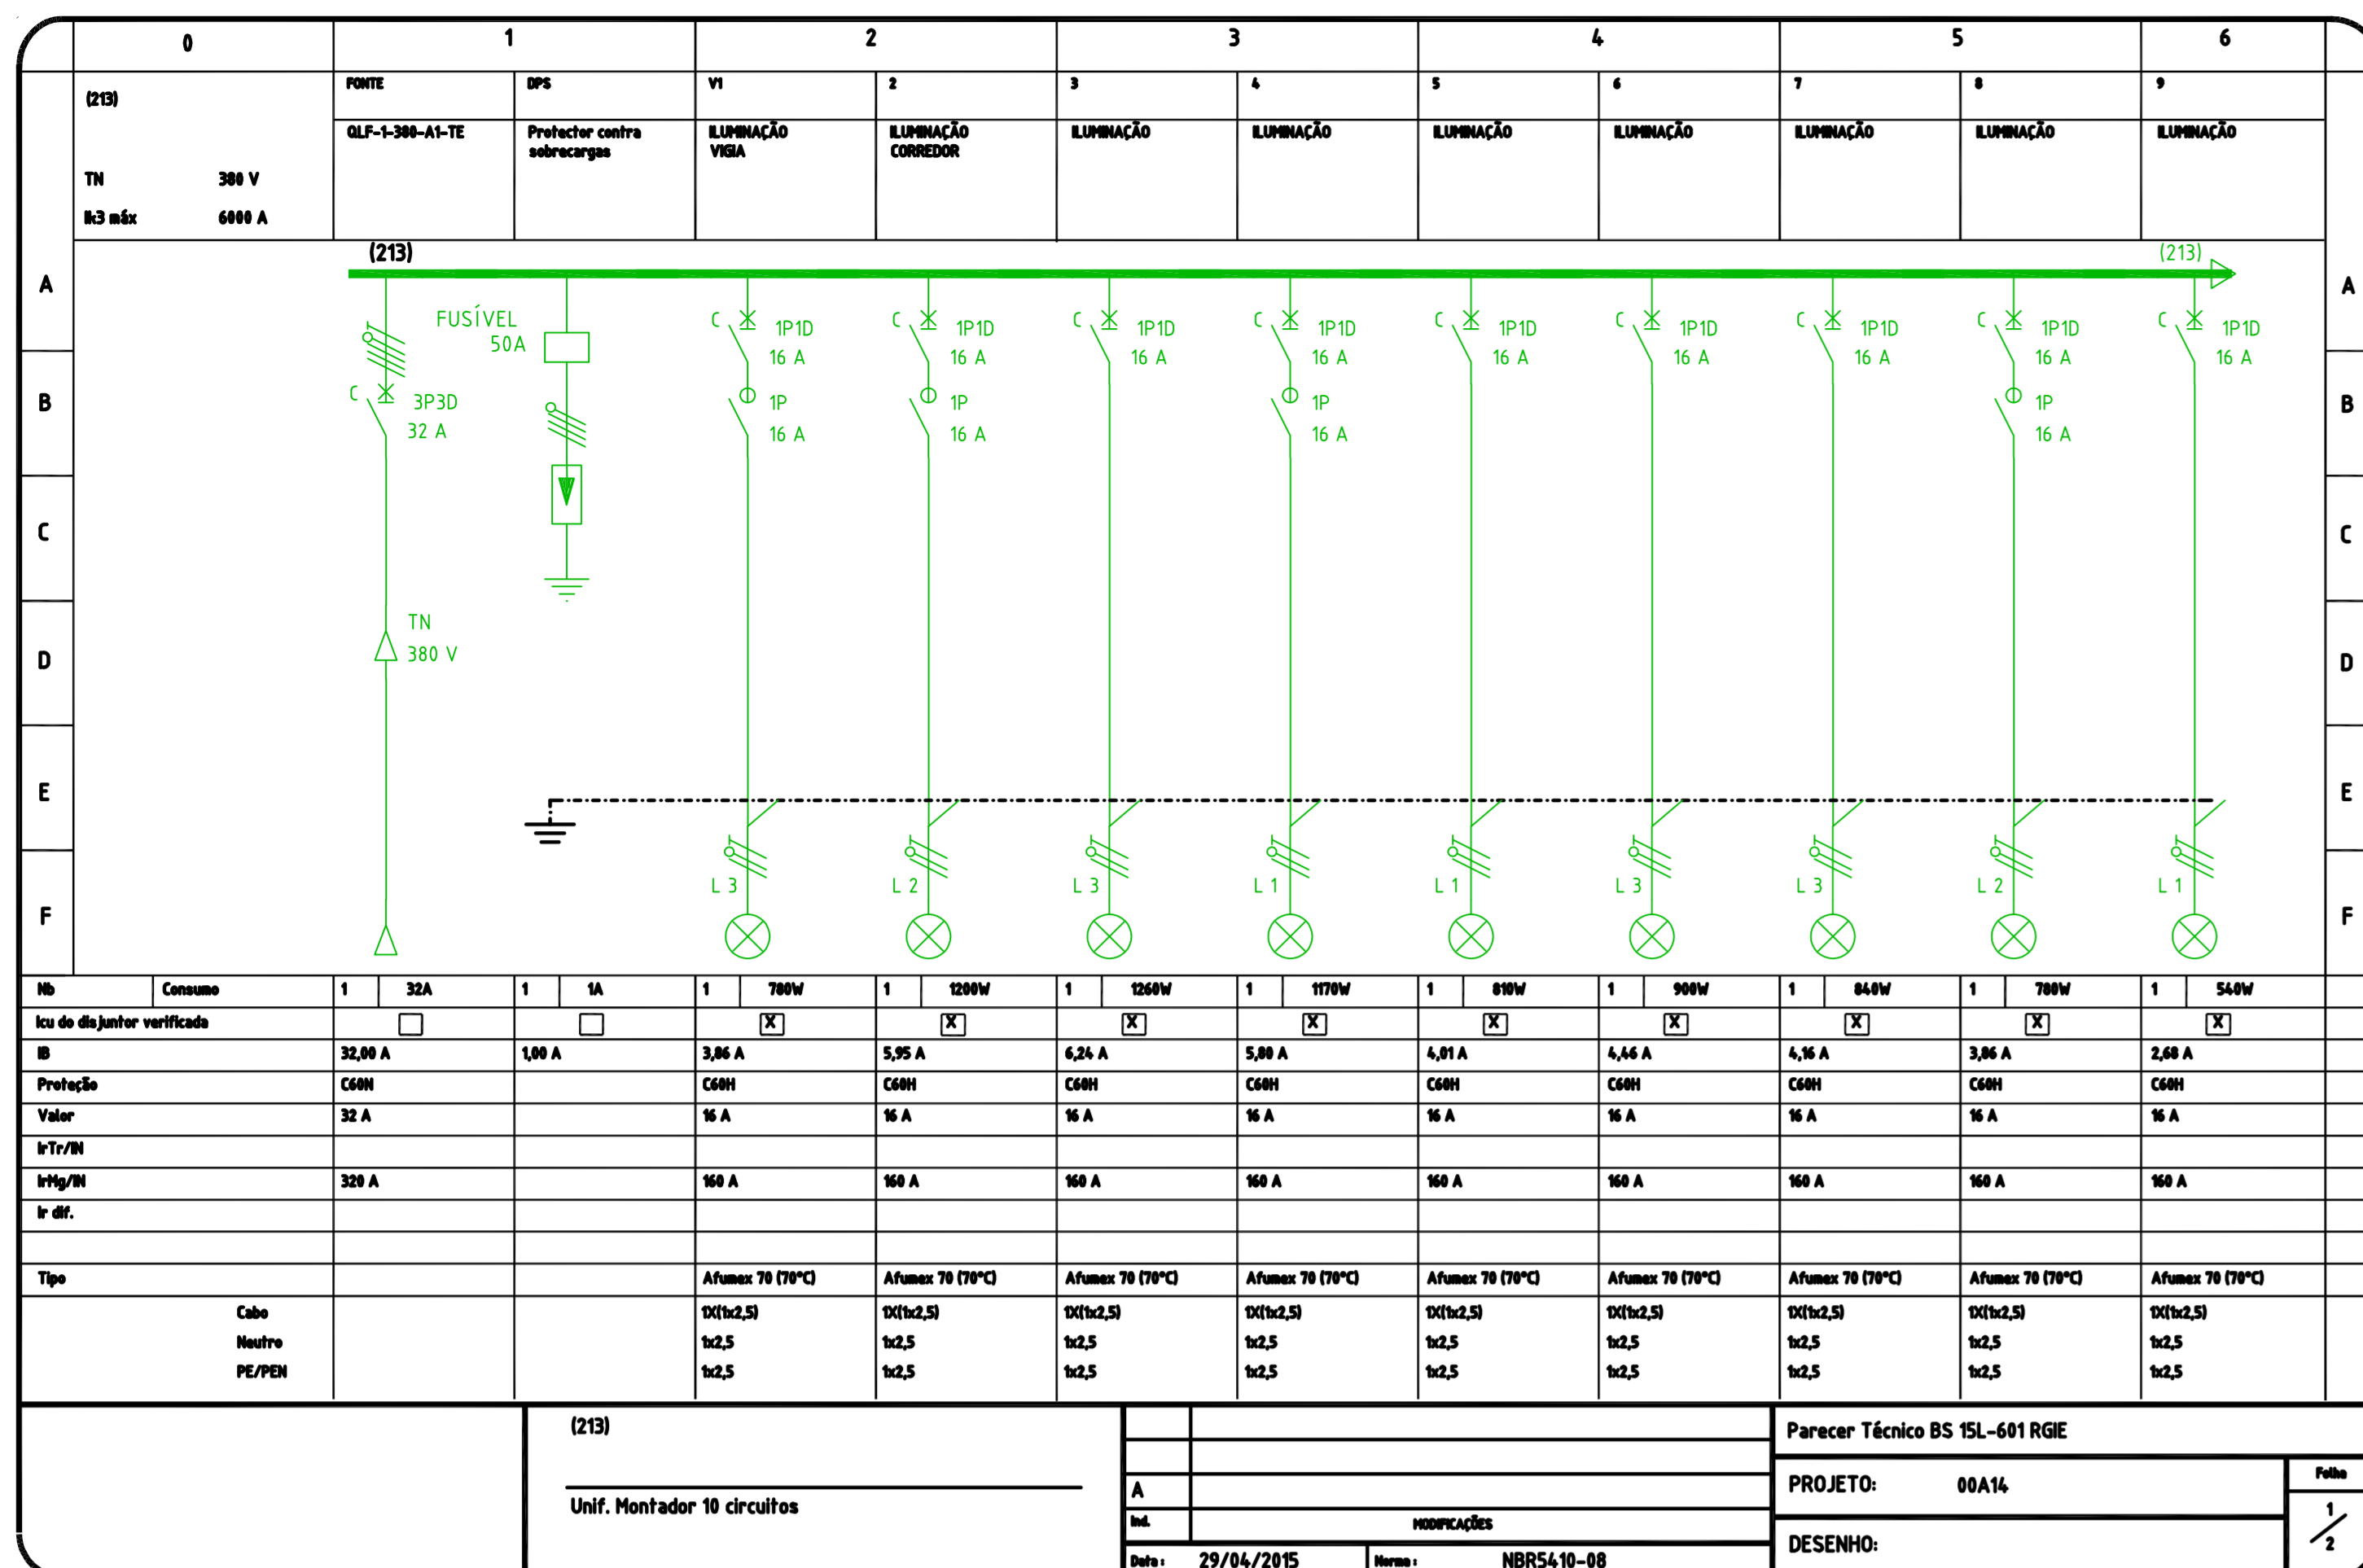 0 1 2 3 4 5 6
(213) FONTE DPS V1 2 3 4 5 6 7 8 9
QLF-1-380-A1-TE Protector contra ILUMINAÇÃO ILUMINAÇÃO ILUMINAÇÃO ILUMINAÇÃO ILUMINAÇÃO ILUMINAÇÃO ILUMINAÇÃO ILUMINAÇÃO ILUMINAÇÃO
sobrecargas VIGIA CORREDOR
TN 380 V
Ik3 máx 6000 A
(213) (213)
A A
FUSÍVEL C 1P1D C 1P1D C 1P1D C 1P1D C 1P1D C 1P1D C 1P1D C 1P1D C 1P1D
50A 16 A 16 A 16 A 16 A 16 A 16 A 16 A 16 A 16 A
B C 3P3D 1P 1P 1P 1P B
32 A 16 A 16 A 16 A 16 A
C C
TN
D 380 V D
E E
L 3 L 2 L 3 L 1 L 1 L 3 L 3 L 2 L 1
F F
Nb Consumo 1 32A 1 1A 1 780W 1 1200W 1 1260W 1 1170W 1 810W 1 900W 1 840W 1 780W 1 540W
Icu do disjuntor verificada X X X X X X X X X
IB 32,00 A 1,00 A 3,86 A 5,95 A 6,24 A 5,80 A 4,01 A 4,46 A 4,16 A 3,86 A 2,68 A
Proteção C60N C60H C60H C60H C60H C60H C60H C60H C60H C60H
Valor 32 A 16 A 16 A 16 A 16 A 16 A 16 A 16 A 16 A 16 A
IrTr/IN
IrMg/IN 320 A 160 A 160 A 160 A 160 A 160 A 160 A 160 A 160 A 160 A
Ir dif.
Tipo Afumex 70 (70°C) Afumex 70 (70°C) Afumex 70 (70°C) Afumex 70 (70°C) Afumex 70 (70°C) Afumex 70 (70°C) Afumex 70 (70°C) Afumex 70 (70°C) Afumex 70 (70°C)
Cabo 1X(1x2,5) 1X(1x2,5) 1X(1x2,5) 1X(1x2,5) 1X(1x2,5) 1X(1x2,5) 1X(1x2,5) 1X(1x2,5) 1X(1x2,5)
Neutro 1x2,5 1x2,5 1x2,5 1x2,5 1x2,5 1x2,5 1x2,5 1x2,5 1x2,5
PE/PEN 1x2,5 1x2,5 1x2,5 1x2,5 1x2,5 1x2,5 1x2,5 1x2,5 1x2,5
(213)
Unif. Montador 10 circuitos
A
Ind. MODIFICAÇÕES
Data : 29/04/2015 Norma : NBR5410-08
Parecer Técnico BS 15L-601 RGIE
PROJETO: 00A14
DESENHO:
Folha
1/2